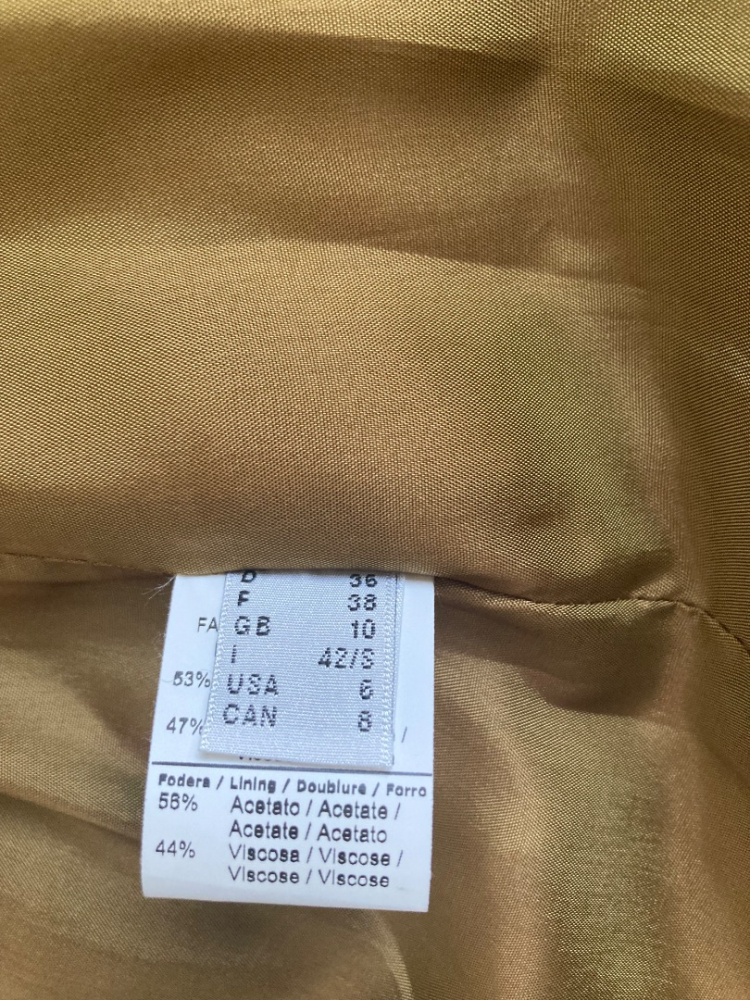 D 36
F 38
GB 10
I 42/S
USA 6
CAN 8
FA
53%
47%
/
Fodera / Lining / Doublure / Forro
56% Acetato / Acetate /
Acetate / Acetato
44% Viscosa / Viscose /
Viscose / Viscose